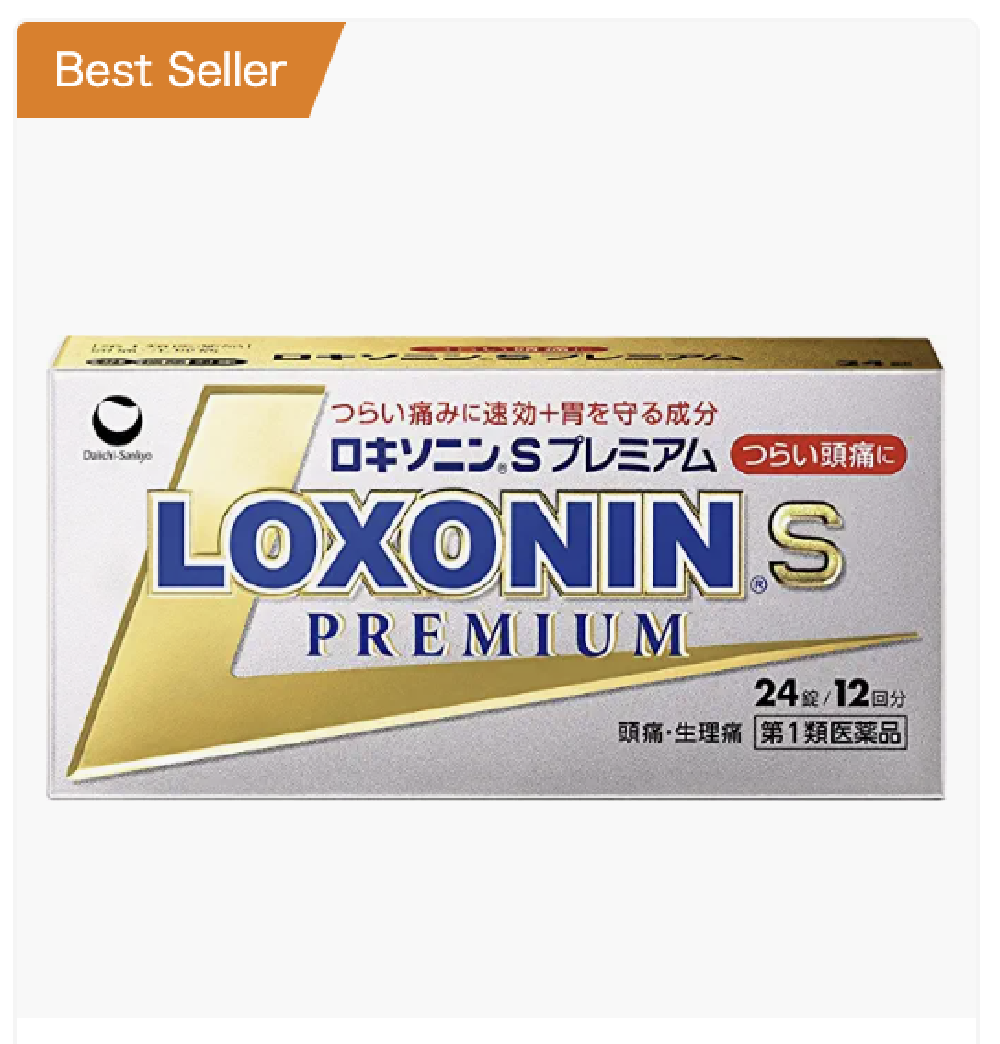 Best Seller
ロキソニン®Sプレミアム
24錠
Daiichi-Sankyo
つらい痛みに速効+胃を守る成分
ロキソニン®Sプレミアム
つらい頭痛に
LOXONIN® S
PREMIUM
24錠/12回分
頭痛・生理痛 第1類医薬品